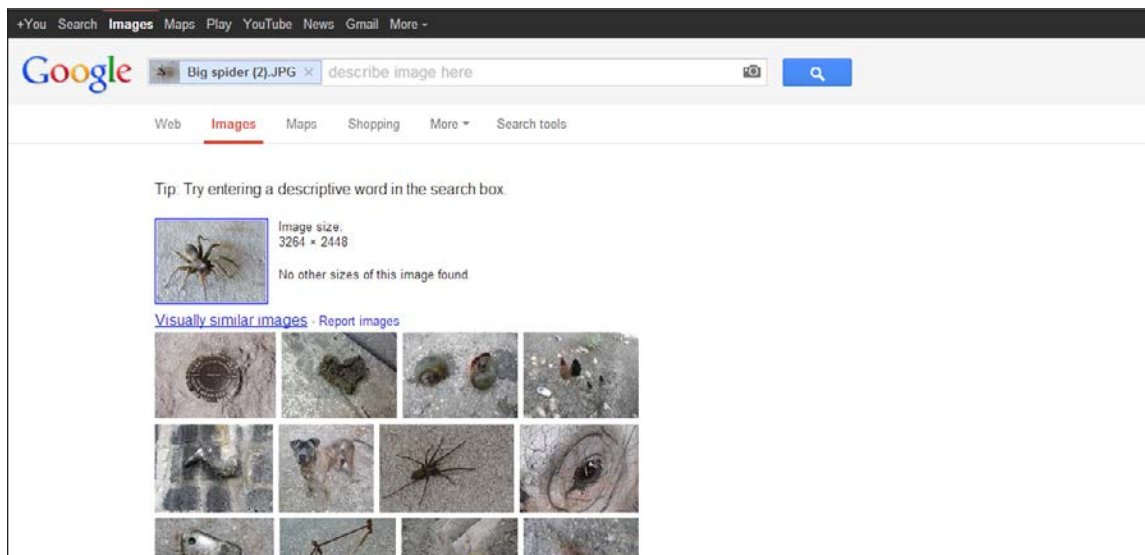 +You Search Images Maps Play YouTube News Gmail More
Google Big spider (2).JPG × describe image here
Web Images Maps Shopping More Search tools
Tip: Try entering a descriptive word in the search box.
Image size:
3264 × 2448
No other sizes of this image found.
Visually similar images - Report images